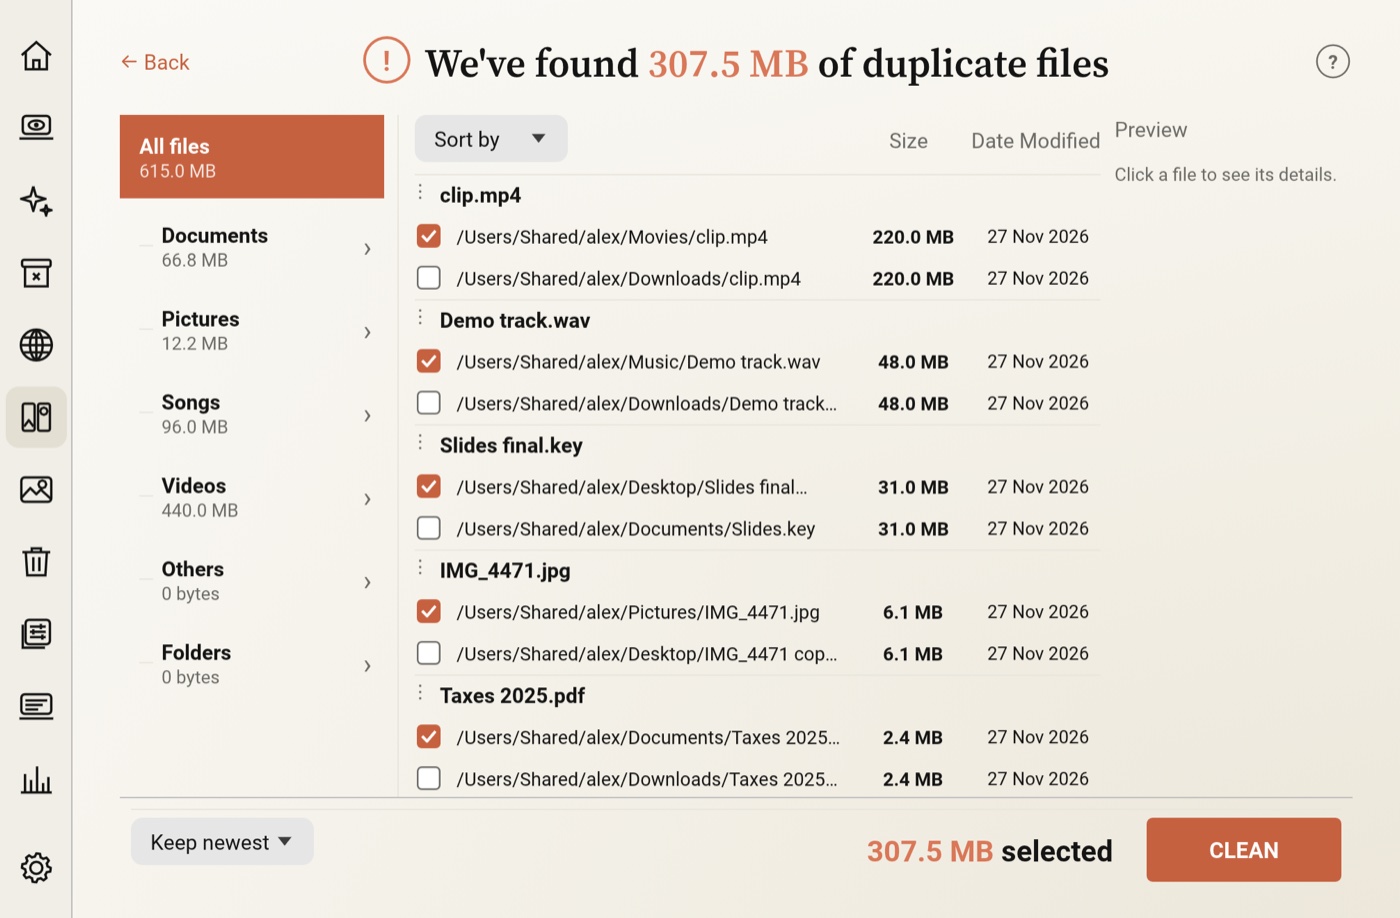 ← Back
! We've found 307.5 MB of duplicate files
?
All files
615.0 MB
Documents
66.8 MB
Pictures
12.2 MB
Songs
96.0 MB
Videos
440.0 MB
Others
0 bytes
Folders
0 bytes
Sort by
Size Date Modified
clip.mp4
/Users/Shared/alex/Movies/clip.mp4 220.0 MB 27 Nov 2026
/Users/Shared/alex/Downloads/clip.mp4 220.0 MB 27 Nov 2026
Demo track.wav
/Users/Shared/alex/Music/Demo track.wav 48.0 MB 27 Nov 2026
/Users/Shared/alex/Downloads/Demo track... 48.0 MB 27 Nov 2026
Slides final.key
/Users/Shared/alex/Desktop/Slides final... 31.0 MB 27 Nov 2026
/Users/Shared/alex/Documents/Slides.key 31.0 MB 27 Nov 2026
IMG_4471.jpg
/Users/Shared/alex/Pictures/IMG_4471.jpg 6.1 MB 27 Nov 2026
/Users/Shared/alex/Desktop/IMG_4471 cop... 6.1 MB 27 Nov 2026
Taxes 2025.pdf
/Users/Shared/alex/Documents/Taxes 2025... 2.4 MB 27 Nov 2026
/Users/Shared/alex/Downloads/Taxes 2025... 2.4 MB 27 Nov 2026
Preview
Click a file to see its details.
Keep newest
307.5 MB selected
CLEAN